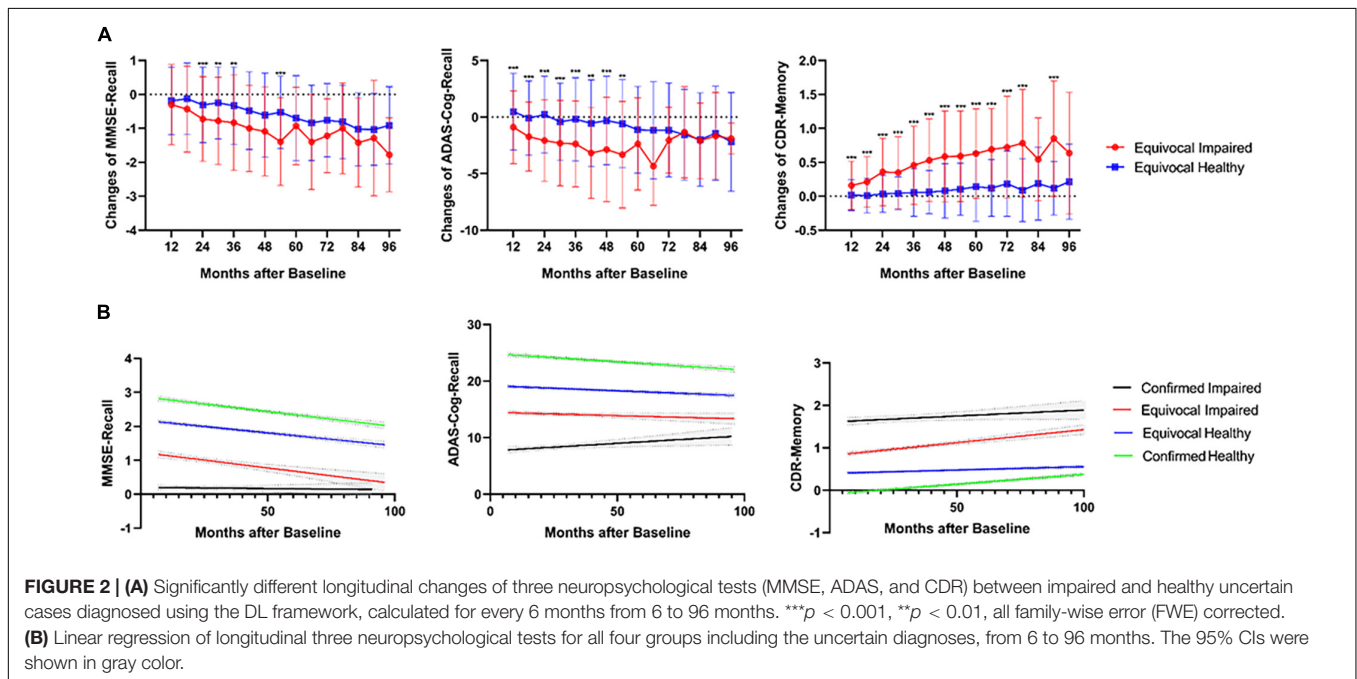 A
Changes of MMSE-Recall
1
0
-1
-2
-3
-4
*** ** ** ***
12 24 36 48 60 72 84 96
Months after Baseline
Changes of ADAS-Cog-Recall
5
0
-5
-10
*** *** *** *** *** ** *** **
12 24 36 48 60 72 84 96
Months after Baseline
Changes of CDR-Memory
2.0
1.5
1.0
0.5
0.0
-0.5
*** *** *** *** *** *** *** *** *** *** *** *** ***
12 24 36 48 60 72 84 96
Months after Baseline
Equivocal Impaired
Equivocal Healthy
B
MMSE-Recall
4
3
2
1
0
-1
50 100
Months after Baseline
ADAS-Cog-Recall
30
20
10
0
0 50 100
Months after Baseline
CDR-Memory
3
2
1
0
-1
50 100
Months after Baseline
Confirmed Impaired
Equivocal Impaired
Equivocal Healthy
Confirmed Healthy
FIGURE 2 | (A) Significantly different longitudinal changes of three neuropsychological tests (MMSE, ADAS, and CDR) between impaired and healthy uncertain
cases diagnosed using the DL framework, calculated for every 6 months from 6 to 96 months. ***p < 0.001, **p < 0.01, all family-wise error (FWE) corrected.
(B) Linear regression of longitudinal three neuropsychological tests for all four groups including the uncertain diagnoses, from 6 to 96 months. The 95% CIs were
shown in gray color.